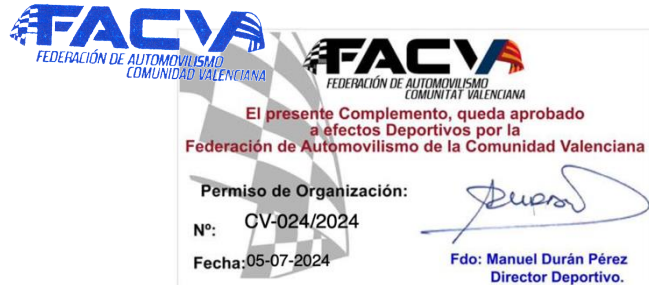 FACV
FEDERACIÓN DE AUTOMOVILISMO
COMUNIDAD VALENCIANA
FACV
FEDERACIÓN DE AUTOMOVILISMO
COMUNITAT VALENCIANA
El presente Complemento, queda aprobado
a efectos Deportivos por la
Federación de Automovilismo de la Comunidad Valenciana
Permiso de Organización:
Nº: CV-024/2024
Fecha: 05-07-2024
Fdo: Manuel Durán Pérez
Director Deportivo.